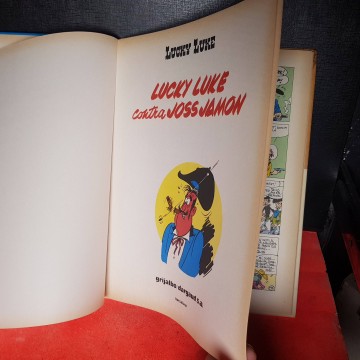 LUCKY LUKE
LUCKY LUKE
contra JOSS JAMON
grijalbo dargaud s.a.